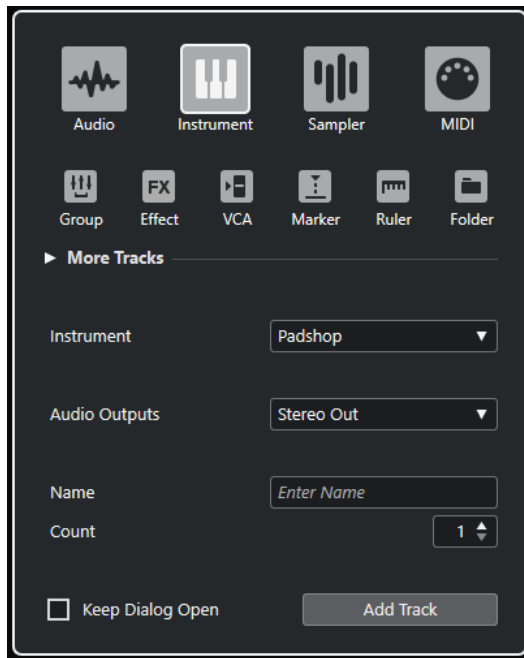 Audio Instrument Sampler MIDI
FX
Group Effect VCA Marker Ruler Folder
More Tracks
Instrument Padshop
Audio Outputs Stereo Out
Name Enter Name
Count 1
Keep Dialog Open Add Track